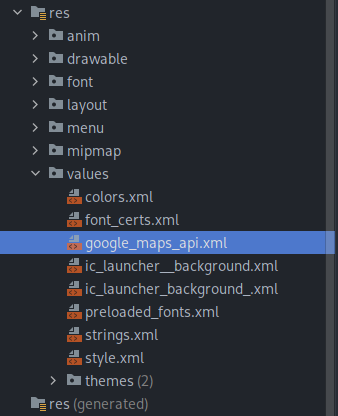 res
anim
drawable
font
layout
menu
mipmap
values
colors.xml
font_certs.xml
google_maps_api.xml
ic_launcher__background.xml
ic_launcher_background_.xml
preloaded_fonts.xml
strings.xml
style.xml
themes (2)
res (generated)